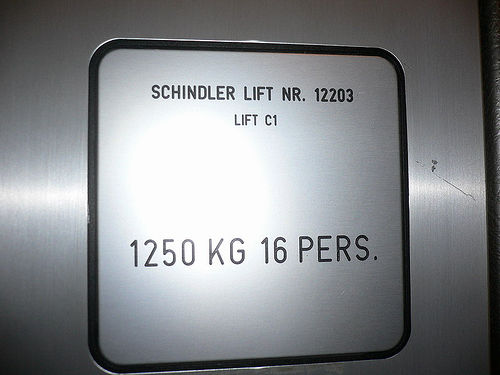 SCHINDLER LIFT NR. 12203
LIFT C1
1250 KG 16 PERS.